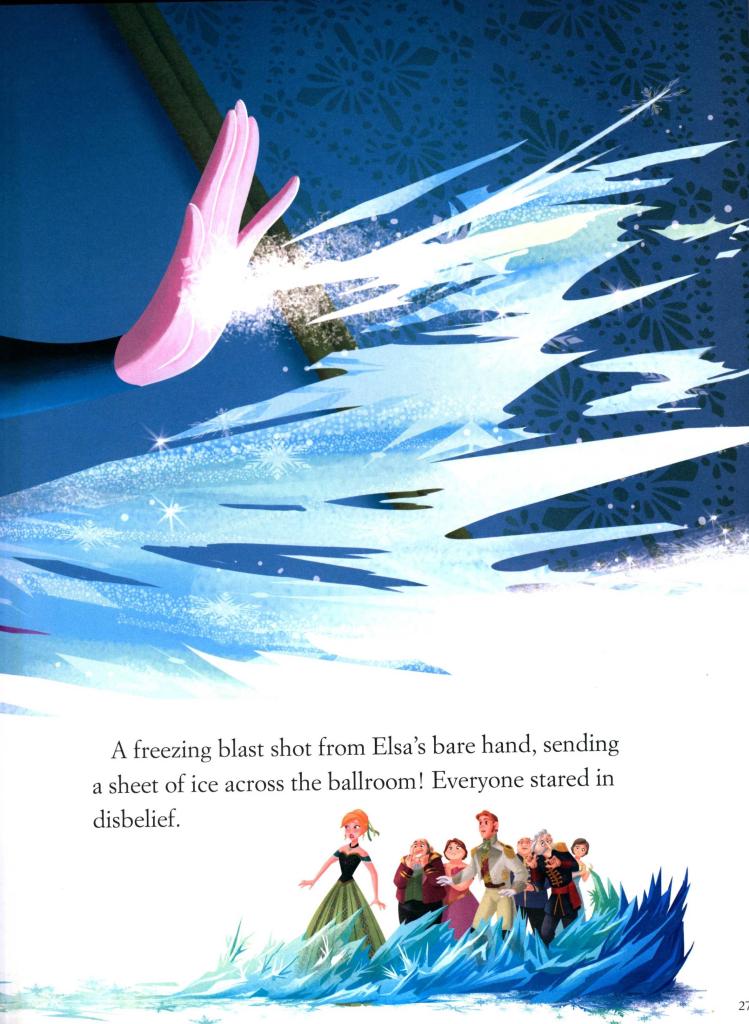 A freezing blast shot from Elsa’s bare hand, sending
a sheet of ice across the ballroom! Everyone stared in
disbelief.
27